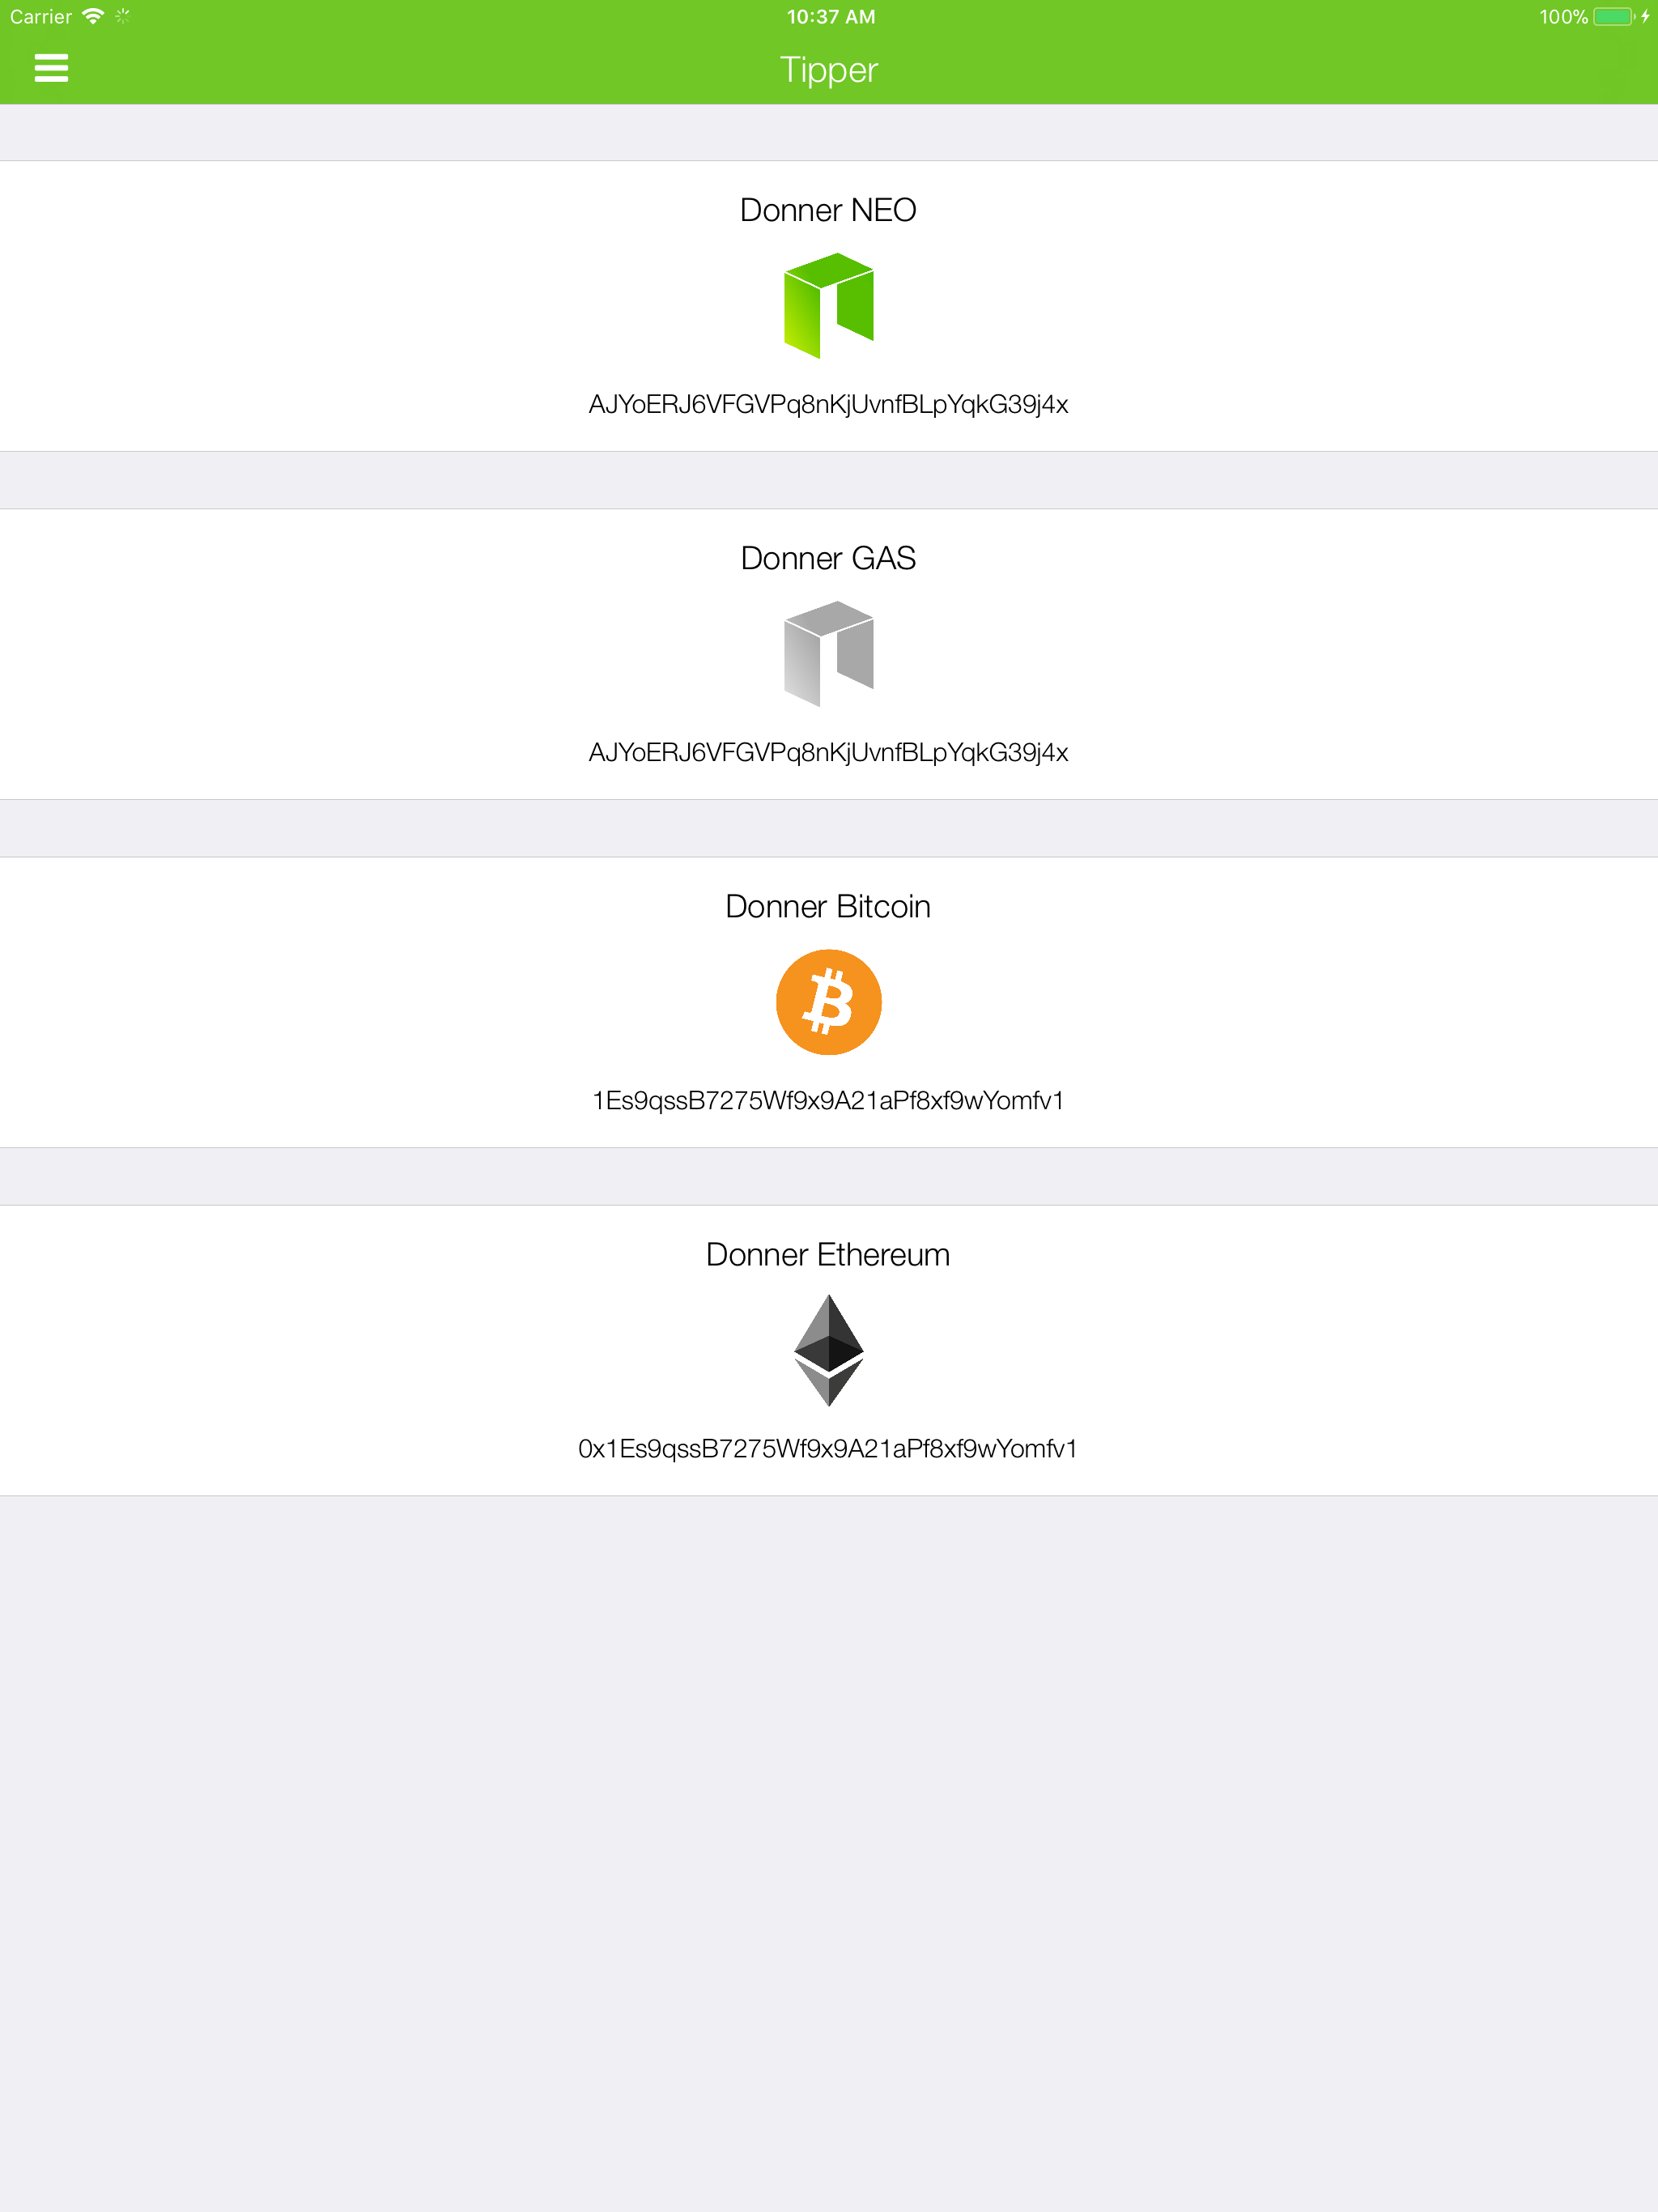 Carrier 10:37 AM 100%
Tipper
Donner NEO
AJYoERJ6VFGVPq8nKjUvnfBLpYqkG39j4x
Donner GAS
AJYoERJ6VFGVPq8nKjUvnfBLpYqkG39j4x
Donner Bitcoin
1Es9qssB7275Wf9x9A21aPf8xf9wYomfv1
Donner Ethereum
0x1Es9qssB7275Wf9x9A21aPf8xf9wYomfv1